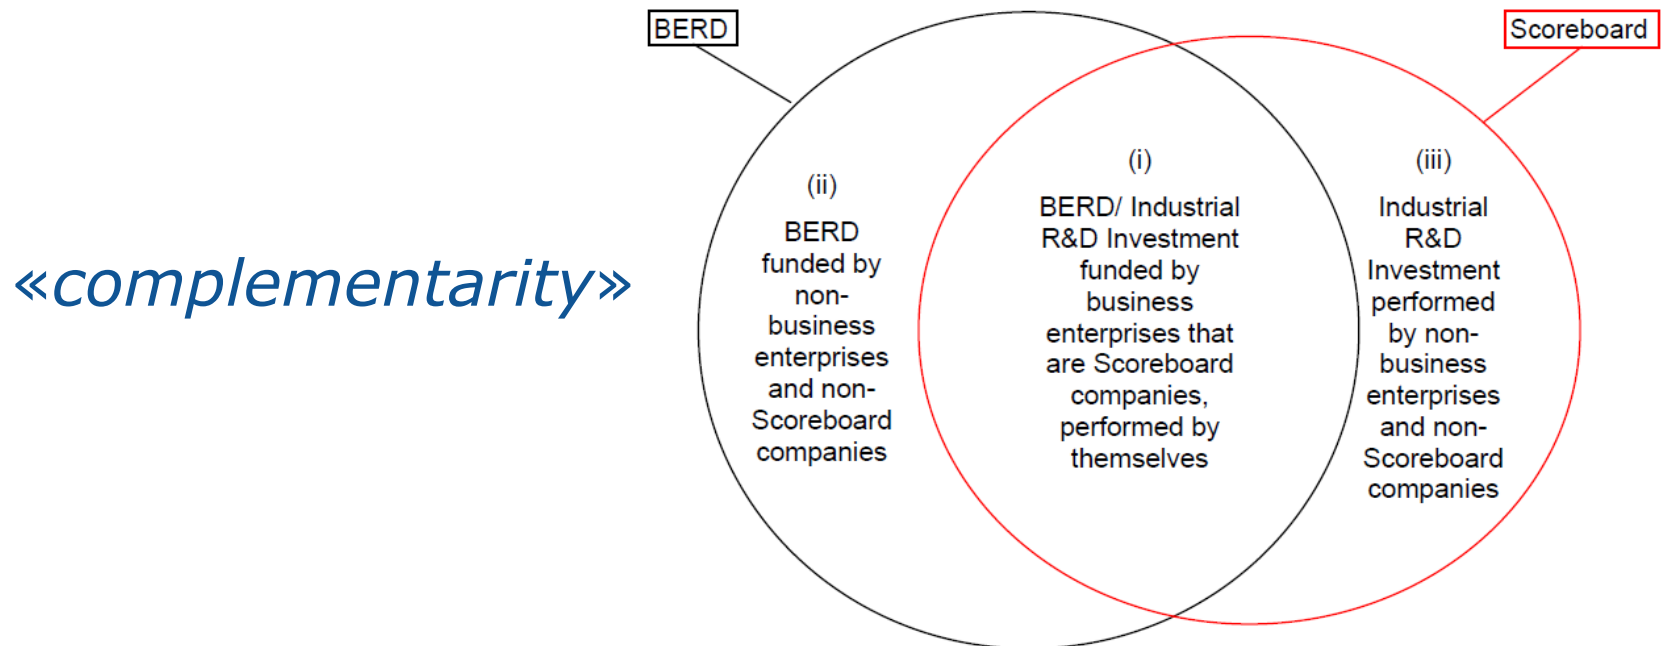 BERD
Scoreboard
«complementarity»
(ii)
BERD
funded by
non-
business
enterprises
and non-
Scoreboard
companies
(i)
BERD/ Industrial
R&D Investment
funded by
business
enterprises that
are Scoreboard
companies,
performed by
themselves
(iii)
Industrial
R&D
Investment
performed
by non-
business
enterprises
and non-
Scoreboard
companies